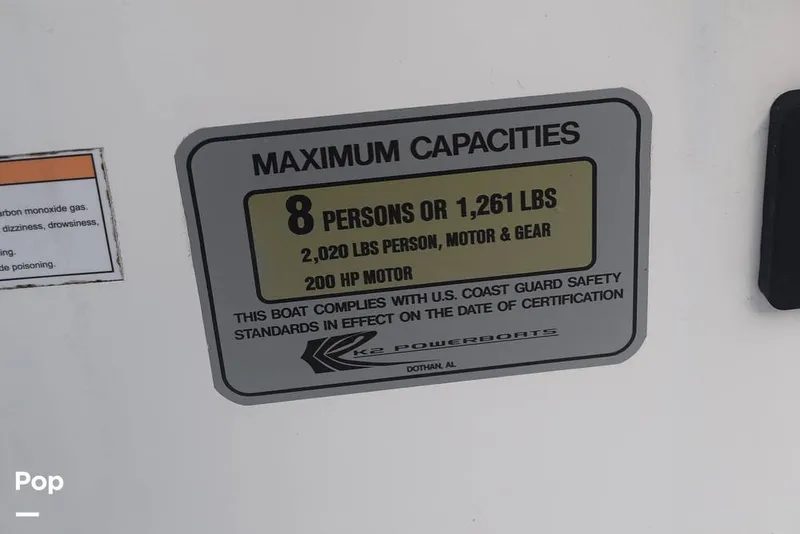 arbon monoxide gas.
dizziness, drowsiness,
ing.
de poisoning.
MAXIMUM CAPACITIES
8 PERSONS OR 1,261 LBS
2,020 LBS PERSON, MOTOR & GEAR
200 HP MOTOR
THIS BOAT COMPLIES WITH U.S. COAST GUARD SAFETY
STANDARDS IN EFFECT ON THE DATE OF CERTIFICATION
K2 POWERBOATS
DOTHAN, AL
Pop